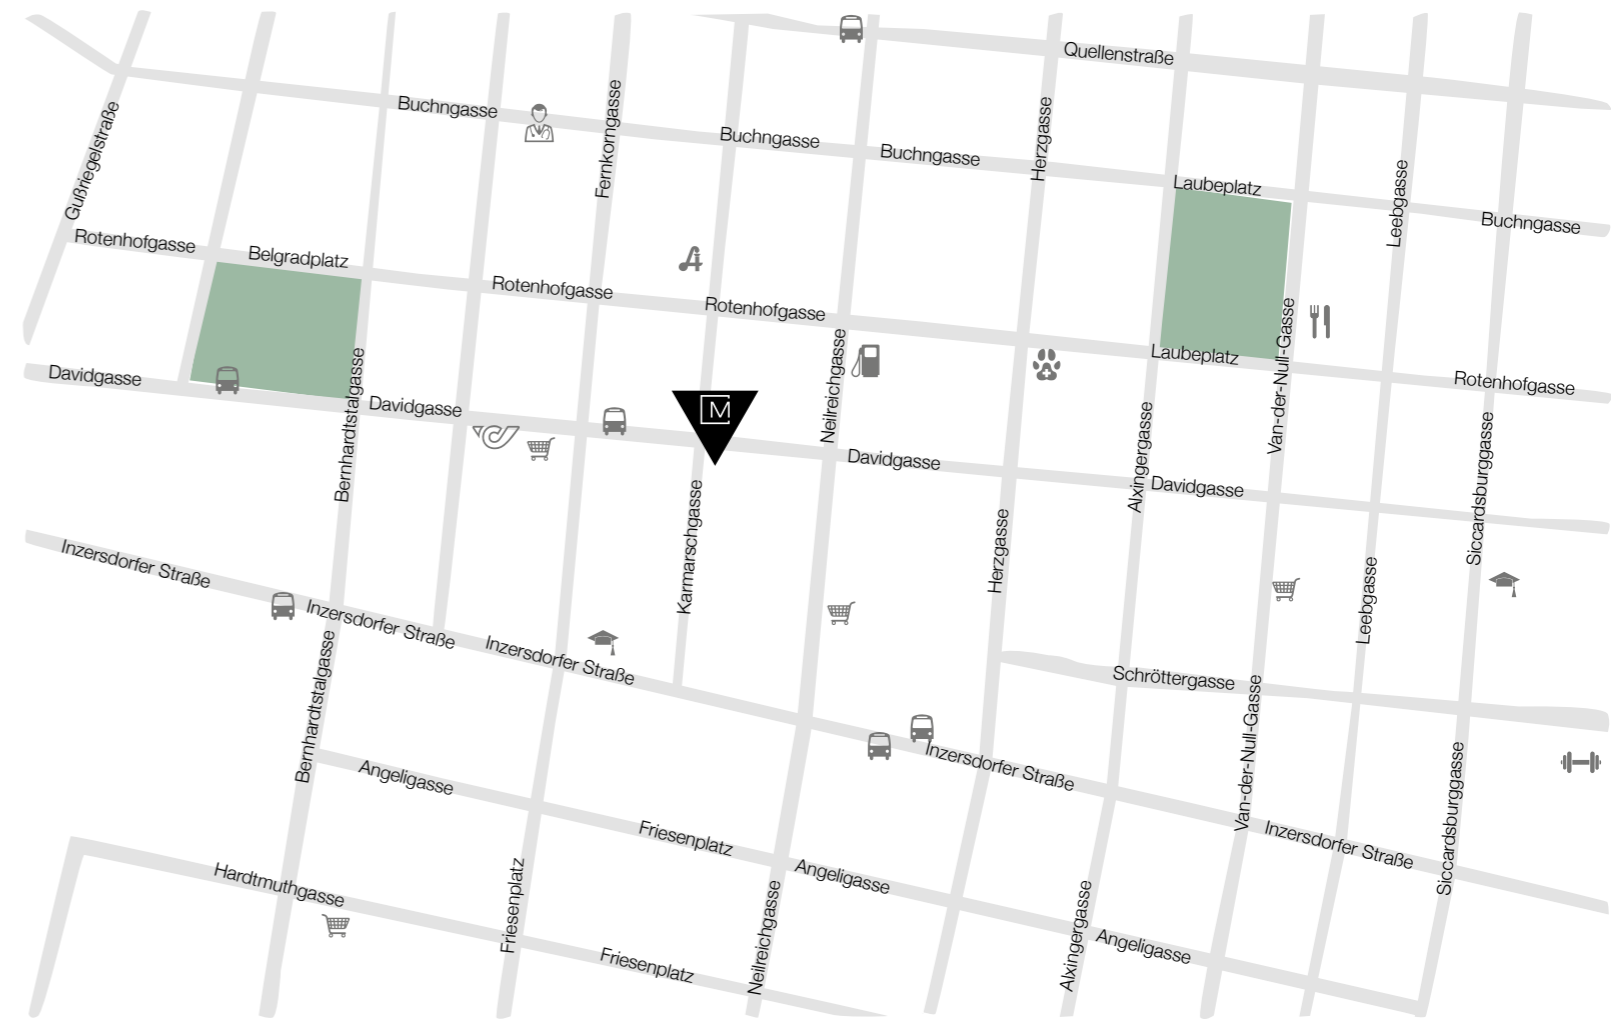 Quellenstraße
Buchngasse
Buchngasse
Buchngasse
Laubeplatz
Buchngasse
Gußriegelstraße
Fernkorngasse
Herzgasse
Leebgasse
Rotenhofgasse
Belgradplatz
Rotenhofgasse
Rotenhofgasse
Laubeplatz
Rotenhofgasse
Van-der-Null-Gasse
Neilreichgasse
Bernhardtstalgasse
Davidgasse
Davidgasse
M
Davidgasse
Davidgasse
Alxingergasse
Siccardsburggasse
Karmarschgasse
Herzgasse
Leebgasse
Inzersdorfer Straße
Inzersdorfer Straße
Inzersdorfer Straße
Bernhardtstalgasse
Schröttergasse
Van-der-Null-Gasse
Inzersdorfer Straße
Siccardsburggasse
Angeligasse
Friesenplatz
Inzersdorfer Straße
Angeligasse
Hardtmuthgasse
Friesenplatz
Neilreichgasse
Alxingergasse
Angeligasse
Friesenplatz